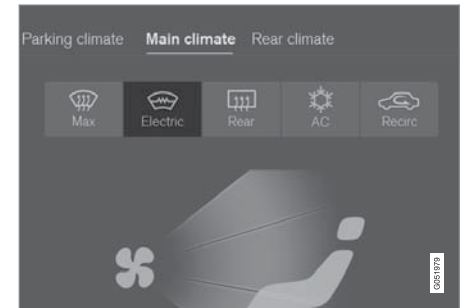 Parking climate Main climate Rear climate
Max Electric Rear AC Recirc
G051979